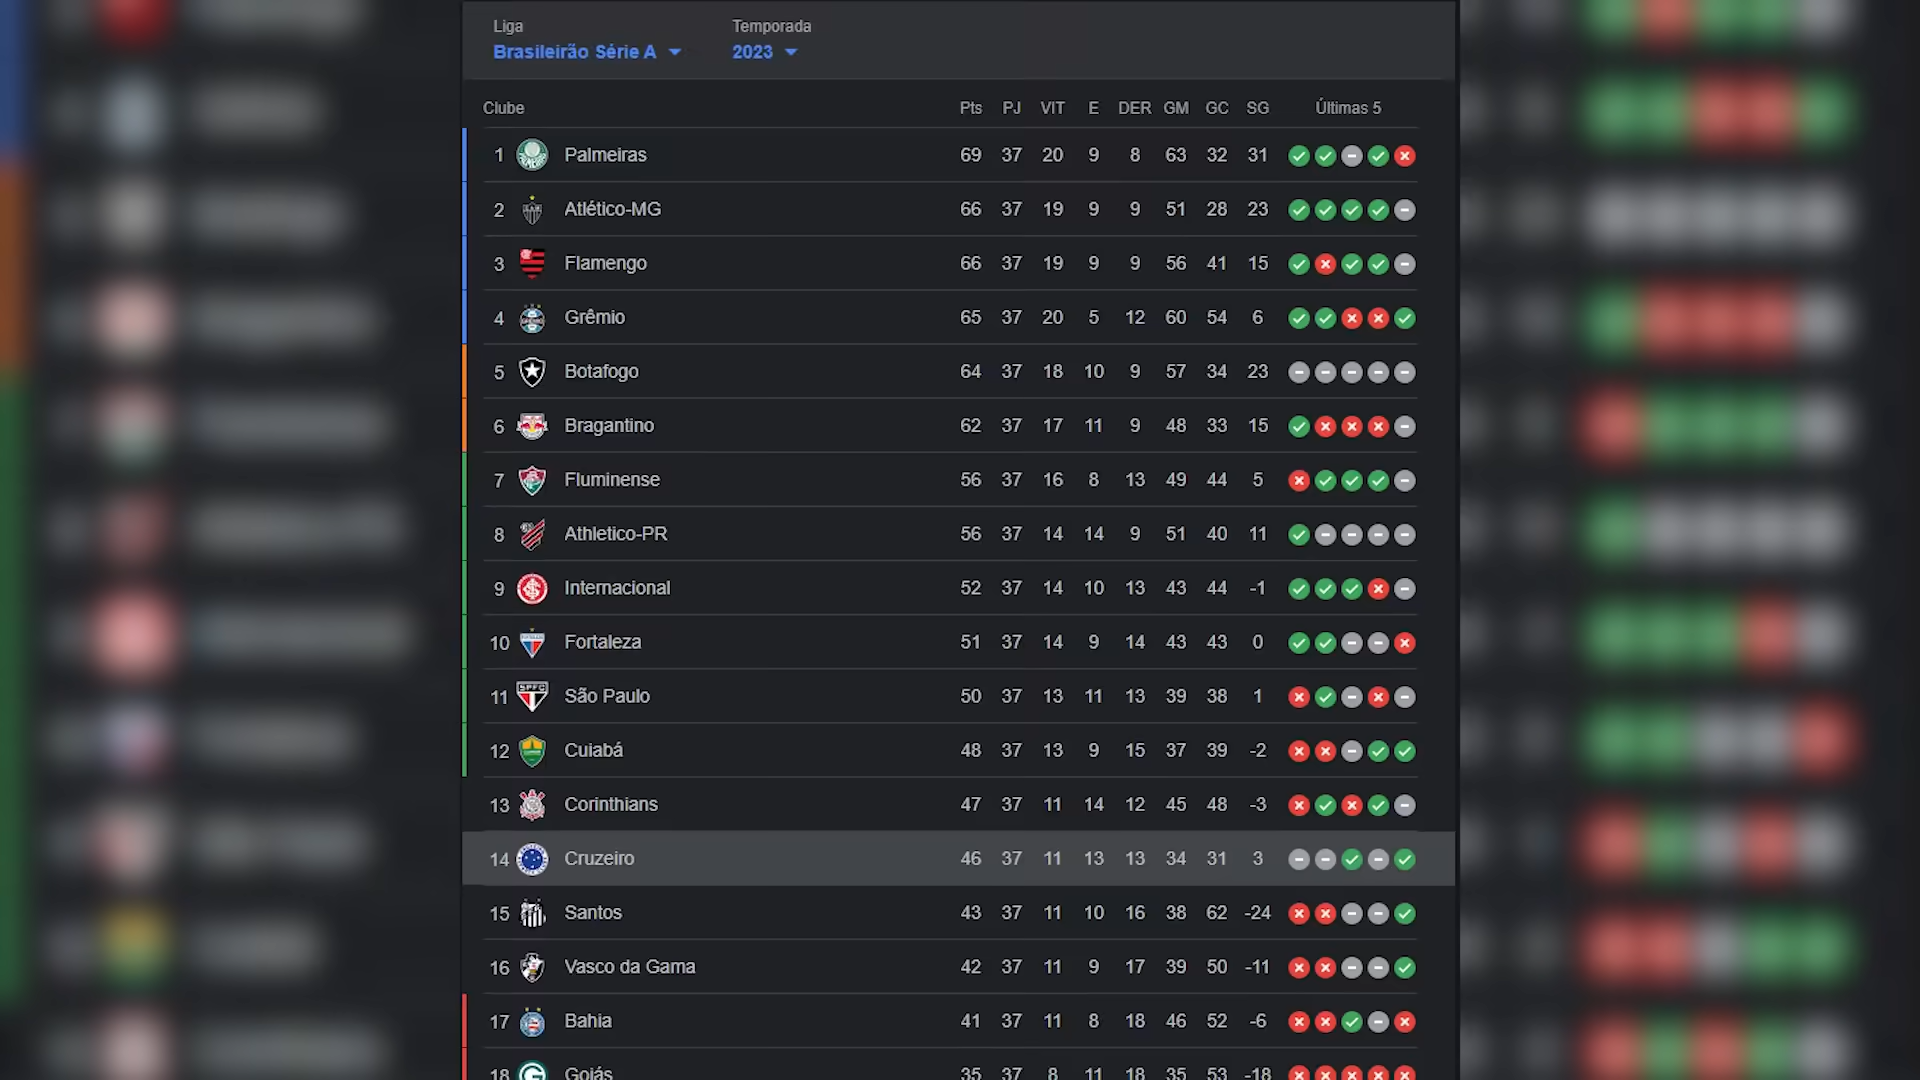 Liga Temporada
Brasileirão Série A 2023
Clube Pts PJ VIT E DER GM GC SG Últimas 5
1 Palmeiras 69 37 20 9 8 63 32 31
2 Atlético-MG 66 37 19 9 9 51 28 23
3 Flamengo 66 37 19 9 9 56 41 15
4 Grêmio 65 37 20 5 12 60 54 6
5 Botafogo 64 37 18 10 9 57 34 23
6 Bragantino 62 37 17 11 9 48 33 15
7 Fluminense 56 37 16 8 13 49 44 5
8 Athletico-PR 56 37 14 14 9 51 40 11
9 Internacional 52 37 14 10 13 43 44 -1
10 Fortaleza 51 37 14 9 14 43 43 0
11 São Paulo 50 37 13 11 13 39 38 1
12 Cuiabá 48 37 13 9 15 37 39 -2
13 Corinthians 47 37 11 14 12 45 48 -3
14 Cruzeiro 46 37 11 13 13 34 31 3
15 Santos 43 37 11 10 16 38 62 -24
16 Vasco da Gama 42 37 11 9 17 39 50 -11
17 Bahia 41 37 11 8 18 46 52 -6
18 Goiás 35 37 8 11 18 35 53 -18